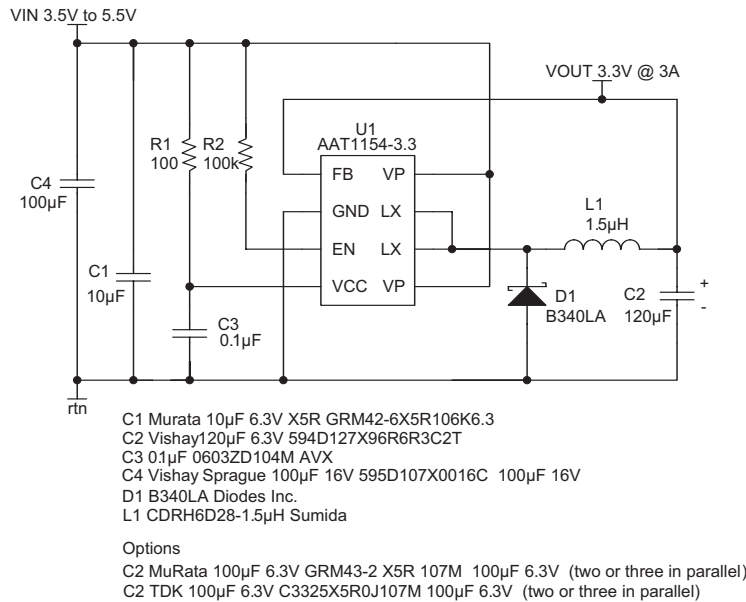 VIN 3.5V to 5.5V
VOUT 3.3V @ 3A
U1
AAT1154-3.3
R1
100
R2
100k
FB VP
GND LX
EN LX
VCC VP
C4
100µF
C1
10µF
C3
0.1µF
L1
1.5µH
D1
B340LA
C2
120µF
+
-
rtn
C1 Murata 10µF 6.3V X5R GRM42-6X5R106K6.3
C2 Vishay120µF 6.3V 594D127X96R6R3C2T
C3 01µF 0603ZD104M AVX
C4 Vishay Sprague 100µF 16V 595D107X0016C 100µF 16V
D1 B340LA Diodes Inc.
L1 CDRH6D28-1.5µH Sumida
Options
C2 MuRata 100µF 6.3V GRM43-2 X5R 107M 100µF 6.3V (two or three in parallel)
C2 TDK 100µF 6.3V C3325X5R0J107M 100µF 6.3V (two or three in parallel)